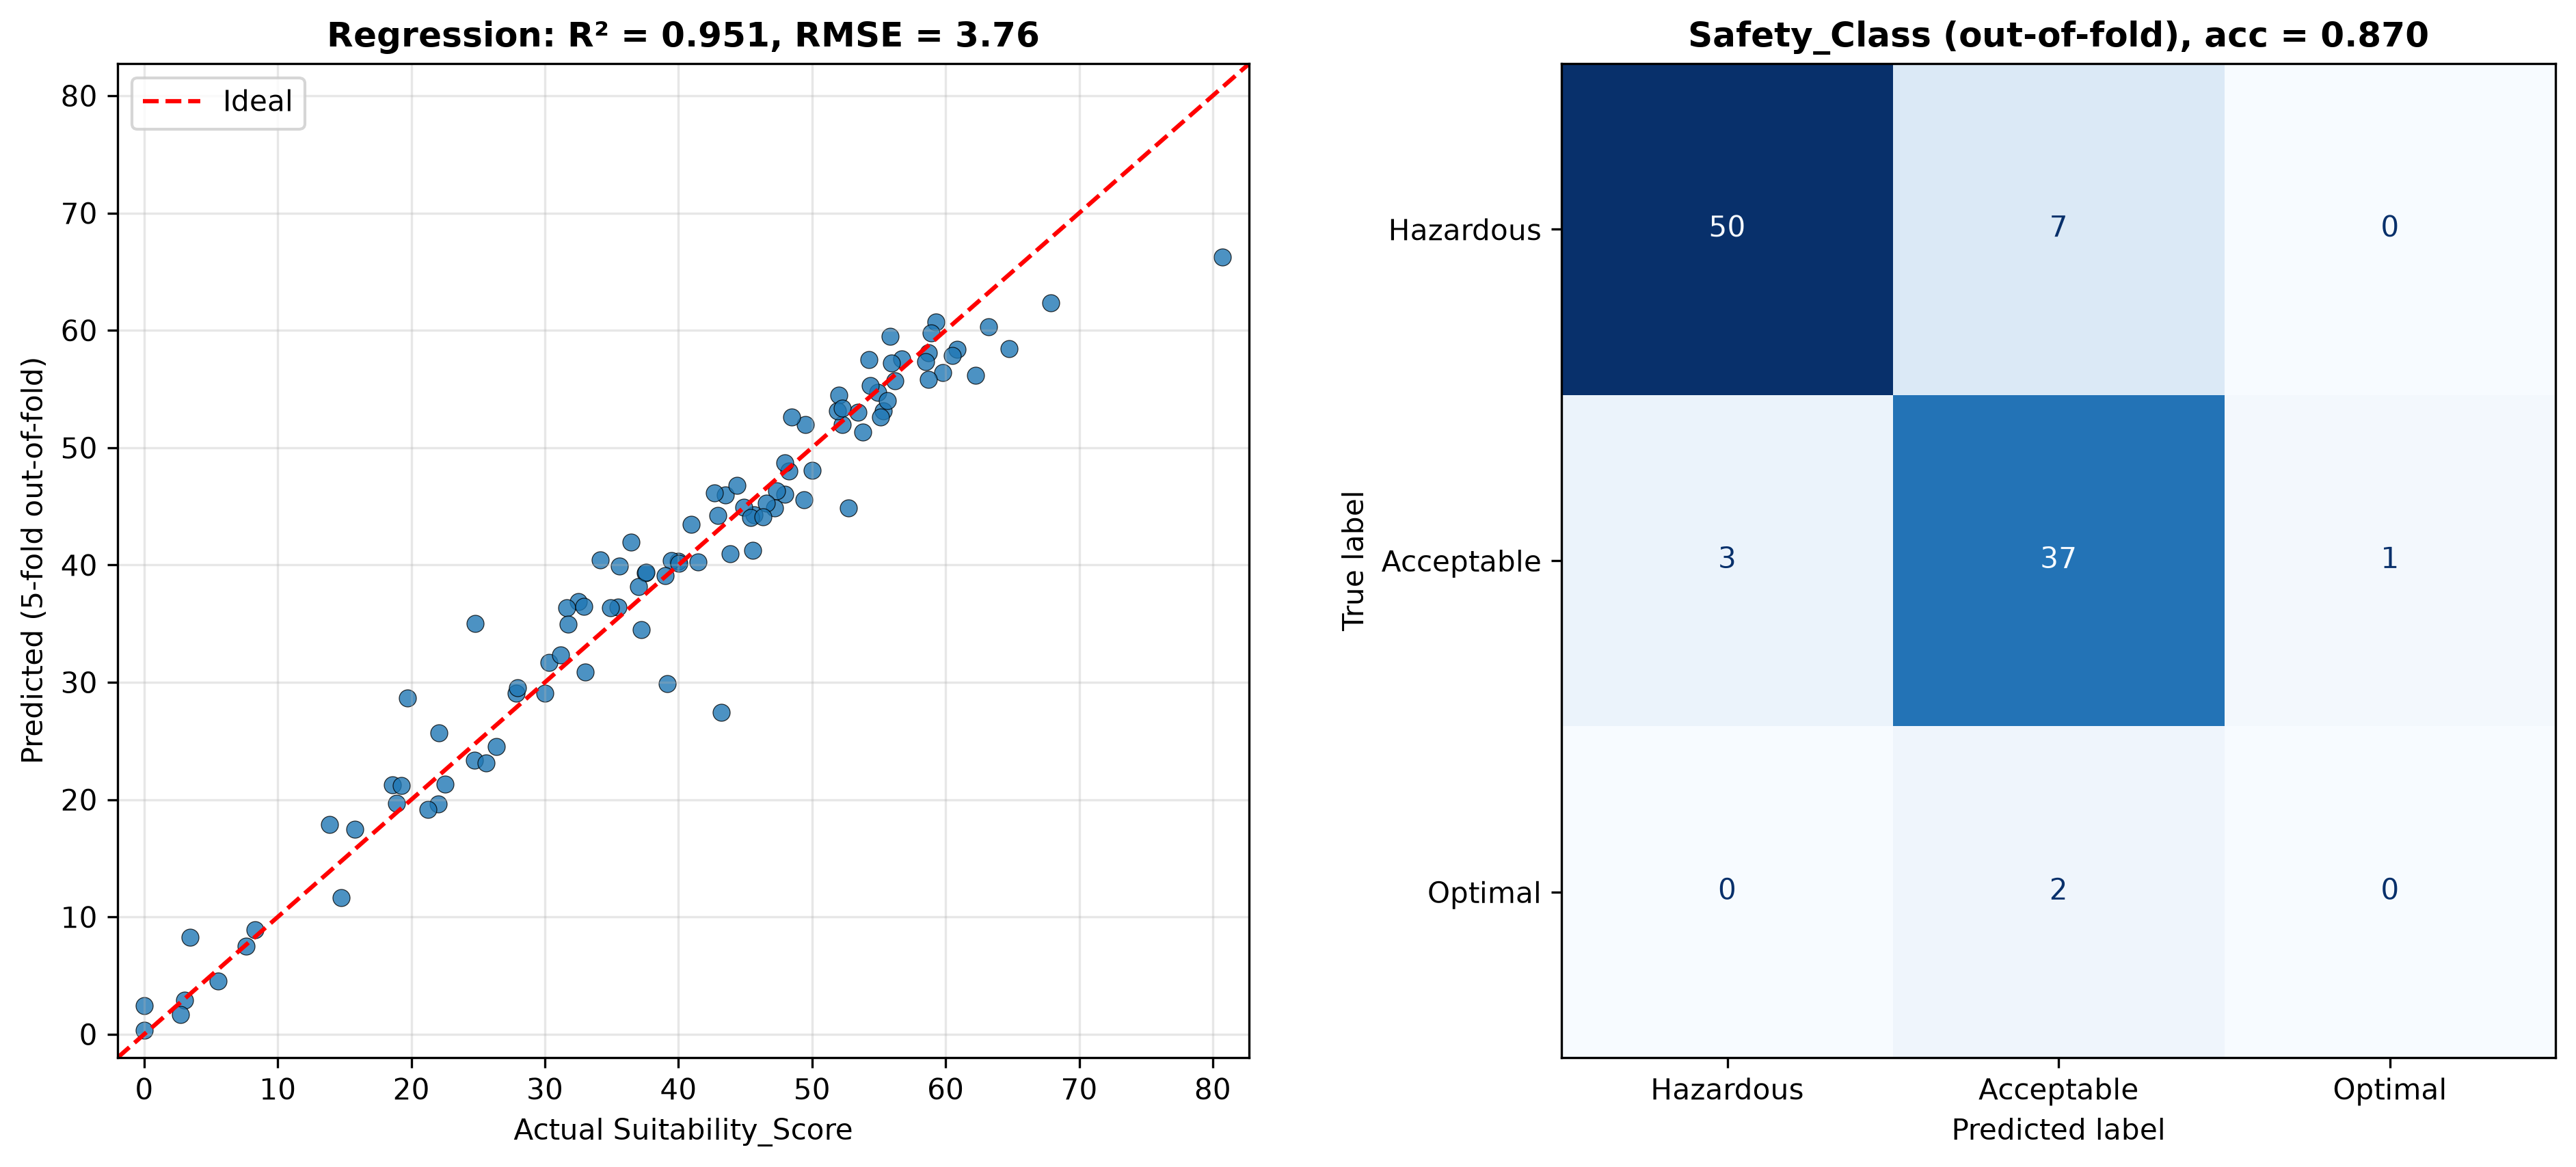 Regression: R² = 0.951, RMSE = 3.76
Ideal
80
70
60
50
40
30
20
10
0
Predicted (5-fold out-of-fold)
0 10 20 30 40 50 60 70 80
Actual Suitability_Score
Safety_Class (out-of-fold), acc = 0.870
True label
Hazardous 50 7 0
Acceptable 3 37 1
Optimal 0 2 0
Hazardous Acceptable Optimal
Predicted label